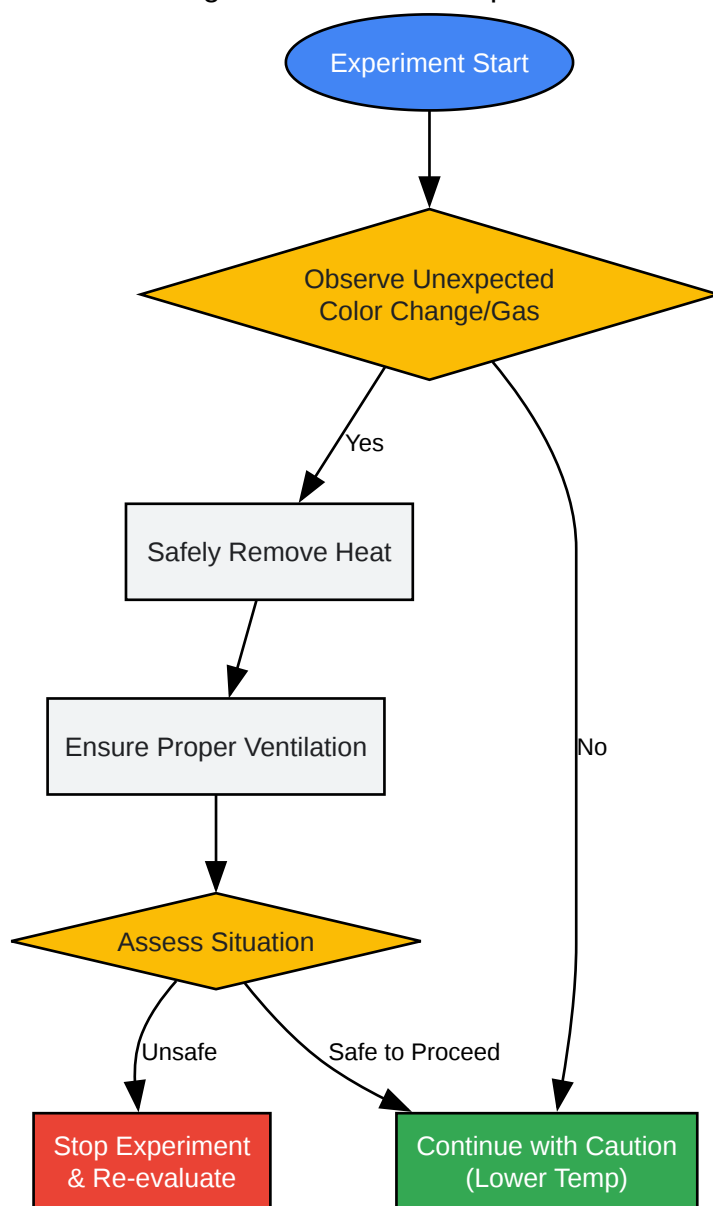 Experiment Start
Observe Unexpected
Color Change/Gas
Yes
Safely Remove Heat
Ensure Proper Ventilation
No
Assess Situation
Unsafe
Safe to Proceed
Stop Experiment
& Re-evaluate
Continue with Caution
(Lower Temp)